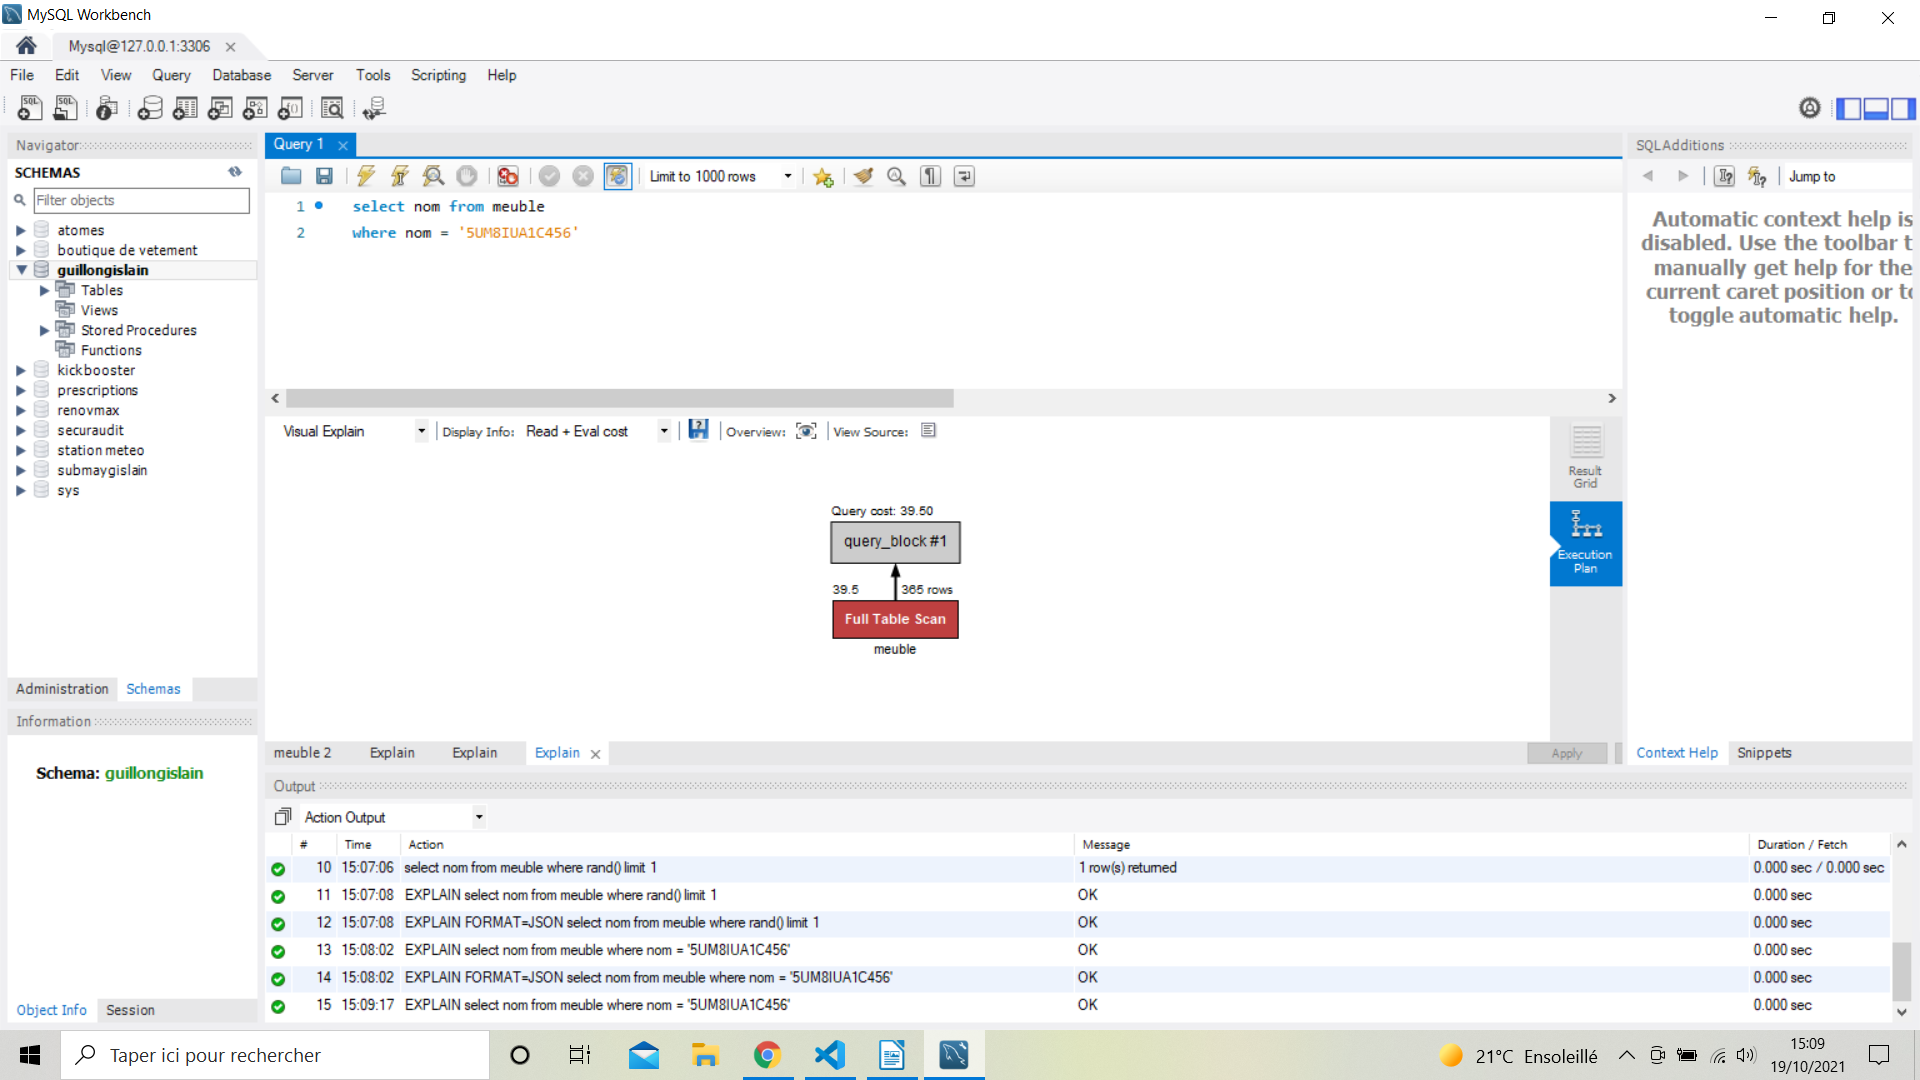 MySQL Workbench
Mysql@127.0.0.1:3306
File Edit View Query Database Server Tools Scripting Help
Navigator
SCHEMAS
Filter objects
atomes
boutique de vetement
guillongislain
Tables
Views
Stored Procedures
Functions
kickbooster
prescriptions
renovmax
securaudit
station meteo
submaygislain
sys
Administration Schemas
Information
Schema: guillongislain
Object Info Session
Query 1
Limit to 1000 rows
1 select nom from meuble
2 where nom = '5UM8IUA1C456'
Visual Explain Display Info: Read + Eval cost Overview: View Source:
Query cost: 39.50
query_block #1
39.5 365 rows
Full Table Scan
meuble
Result
Grid
Execution
Plan
meuble 2 Explain Explain Explain
Apply
SQLAdditions
Jump to
Automatic context help is
disabled. Use the toolbar t
manually get help for the
current caret position or to
toggle automatic help.
Context Help Snippets
Output
Action Output
# Time Action Message Duration / Fetch
10 15:07:06 select nom from meuble where rand() limit 1 1 row(s) returned 0.000 sec / 0.000 sec
11 15:07:08 EXPLAIN select nom from meuble where rand() limit 1 OK 0.000 sec
12 15:07:08 EXPLAIN FORMAT=JSON select nom from meuble where rand() limit 1 OK 0.000 sec
13 15:08:02 EXPLAIN select nom from meuble where nom = '5UM8IUA1C456' OK 0.000 sec
14 15:08:02 EXPLAIN FORMAT=JSON select nom from meuble where nom = '5UM8IUA1C456' OK 0.000 sec
15 15:09:17 EXPLAIN select nom from meuble where nom = '5UM8IUA1C456' OK 0.000 sec
Taper ici pour rechercher
21°C Ensoleillé
15:09
19/10/2021